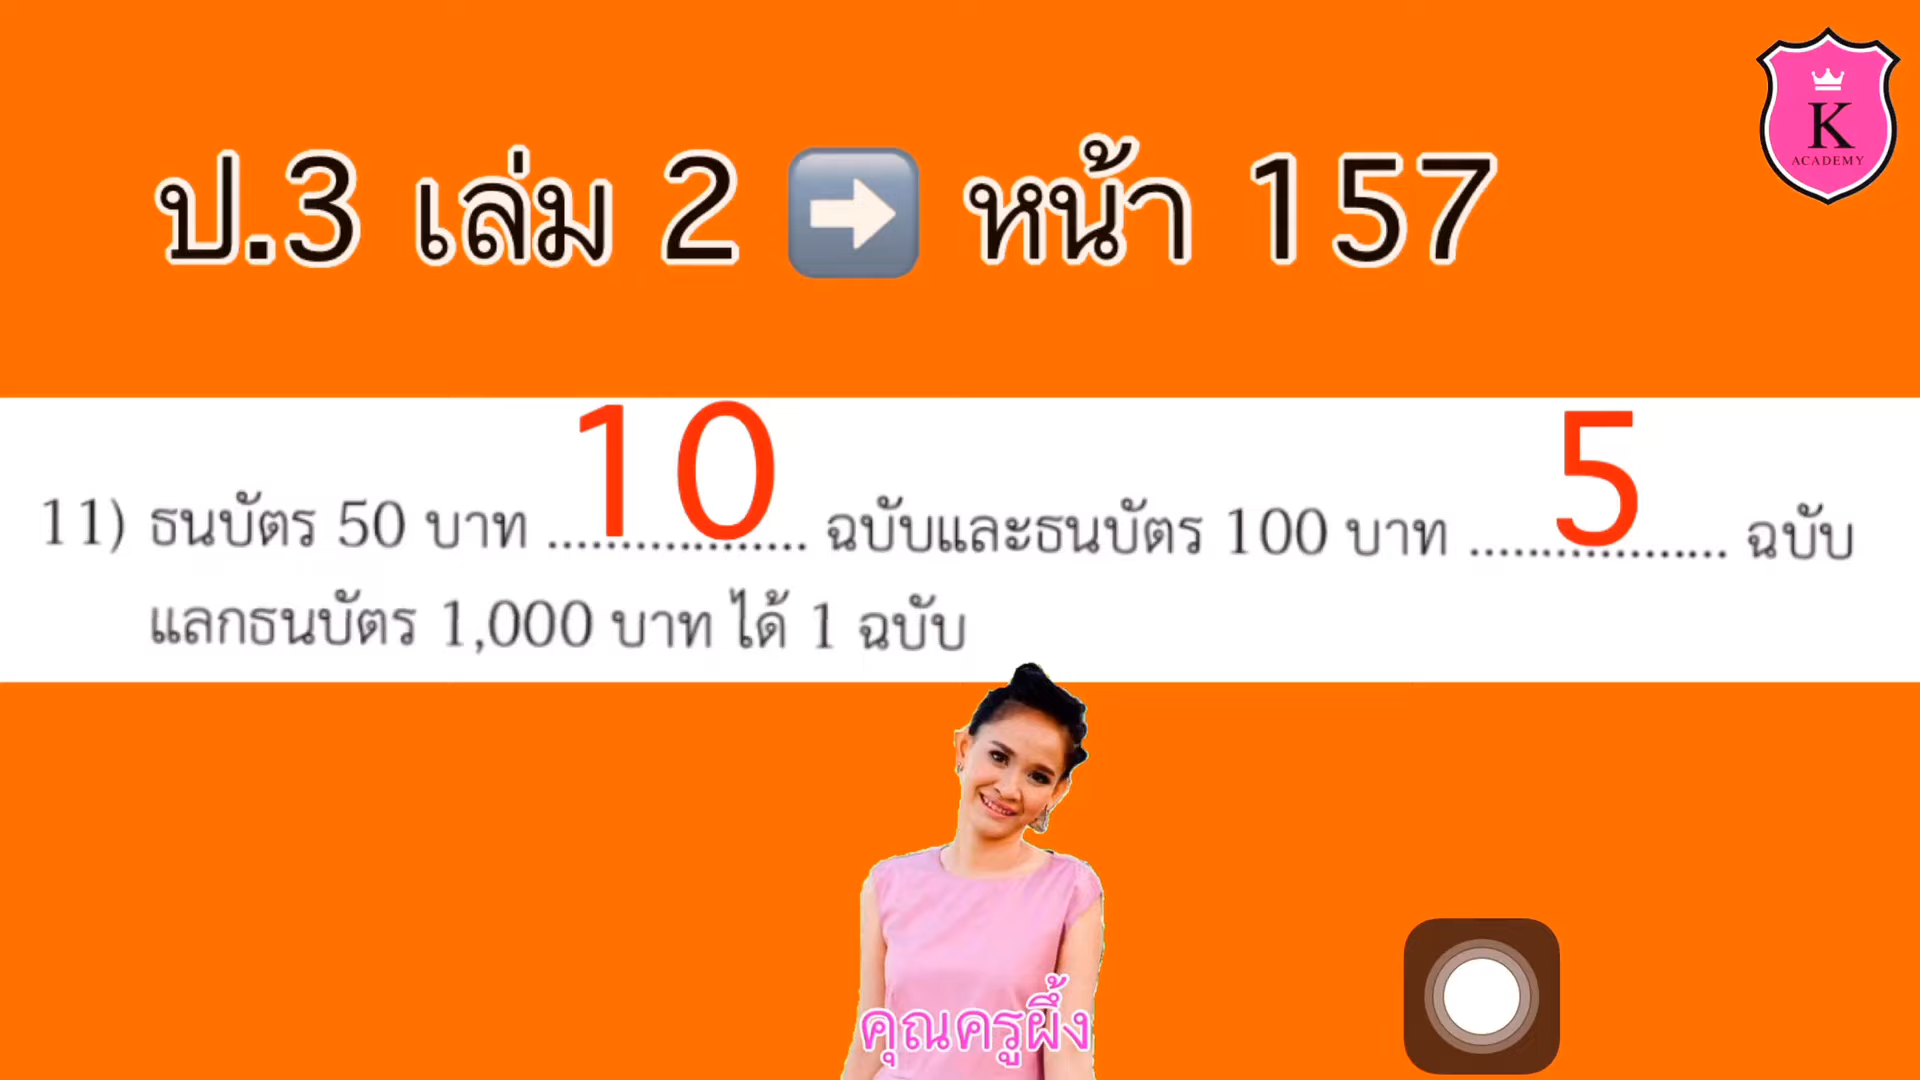 K
ACADEMY
ป.3 เล่ม 2 ➡ หน้า 157
11) ธนบัตร 50 บาท ........10........ ฉบับและธนบัตร 100 บาท ........5........ ฉบับ
แลกธนบัตร 1,000 บาท ได้ 1 ฉบับ
คุณครูผึ้ง